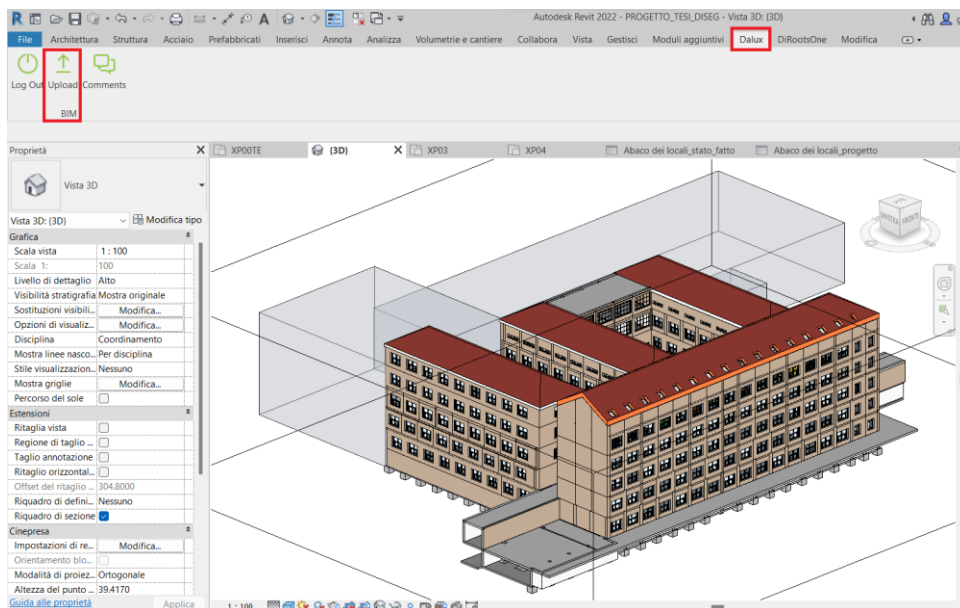 Autodesk Revit 2022 - PROGETTO_TESI_DISEG - Vista 3D: {3D}
File Architettura Struttura Acciaio Prefabbricati Inserisci Annota Analizza Volumetrie e cantiere Collabora Vista Gestisci Moduli aggiuntivi Dalux DiRootsOne Modifica
Log Out Upload Comments
BIM
Proprietà
XP00TE {3D} XP03 XP04 Abaco dei locali_stato_fatto Abaco dei locali_progetto
Vista 3D
Vista 3D: {3D} Modifica tipo
Grafica
Scala vista 1 : 100
Scala 1: 100
Livello di dettaglio Alto
Visibilità stratigrafia Mostra originale
Sostituzioni visibili... Modifica...
Opzioni di visualiz... Modifica...
Disciplina Coordinamento
Mostra linee nasco... Per disciplina
Stile visualizzazion... Nessuno
Mostra griglie Modifica...
Percorso del sole
Estensioni
Ritaglia vista
Regione di taglio ...
Taglio annotazione
Ritaglio orizzontal...
Offset del ritaglio ... 304.8000
Riquadro di defini... Nessuno
Riquadro di sezione
Cinepresa
Impostazioni di re... Modifica...
Orientamento blo...
Modalità di proiez... Ortogonale
Altezza del punto ... 39.4170
Guida alle proprietà Applica
1 : 100